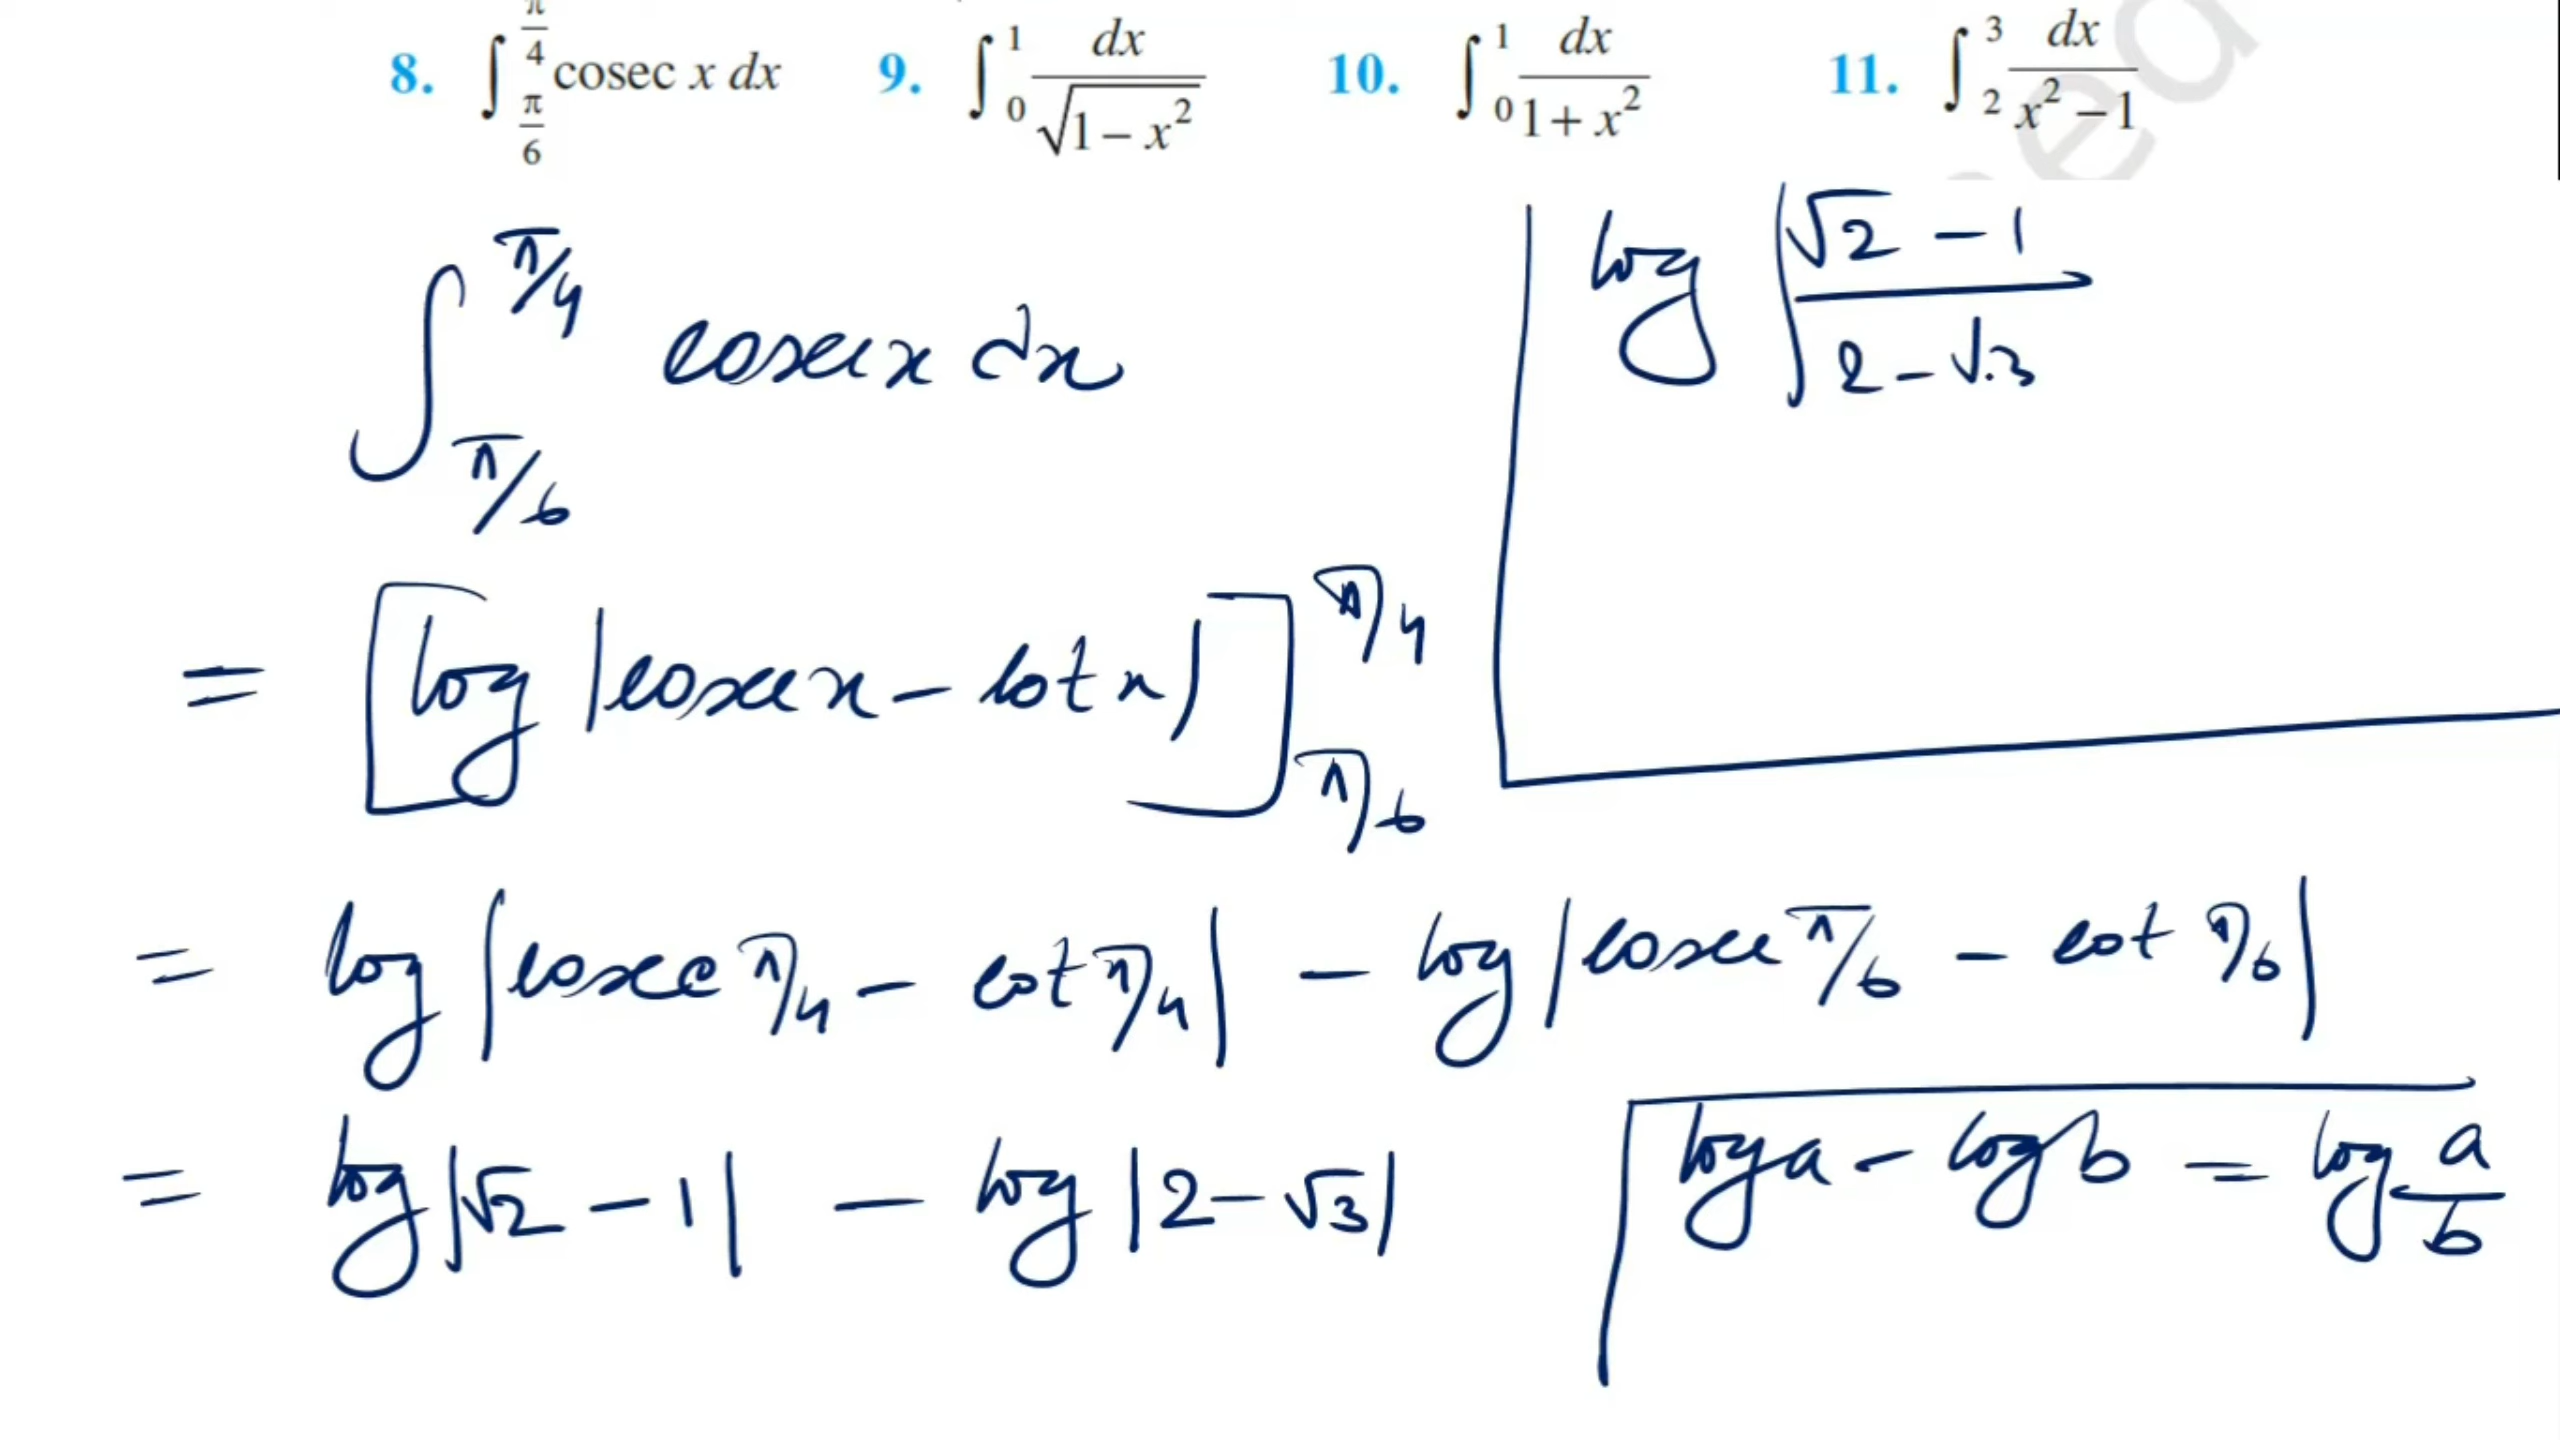 8. ∫_{π/6}^{π/4} cosec x dx 9. ∫_0^1 dx/√(1 – x²) 10. ∫_0^1 dx/(1 + x²) 11. ∫_2^3 dx/(x² – 1)
∫_{π/6}^{π/4} cosec x dx
= [log |cosec x – cot x|]_{π/6}^{π/4}
= log |cosec π/4 – cot π/4| – log |cosec π/6 – cot π/6|
= log |√2 – 1| – log |2 – √3|
log a – log b = log a/b
log |(√2 – 1)/(2 – √3)